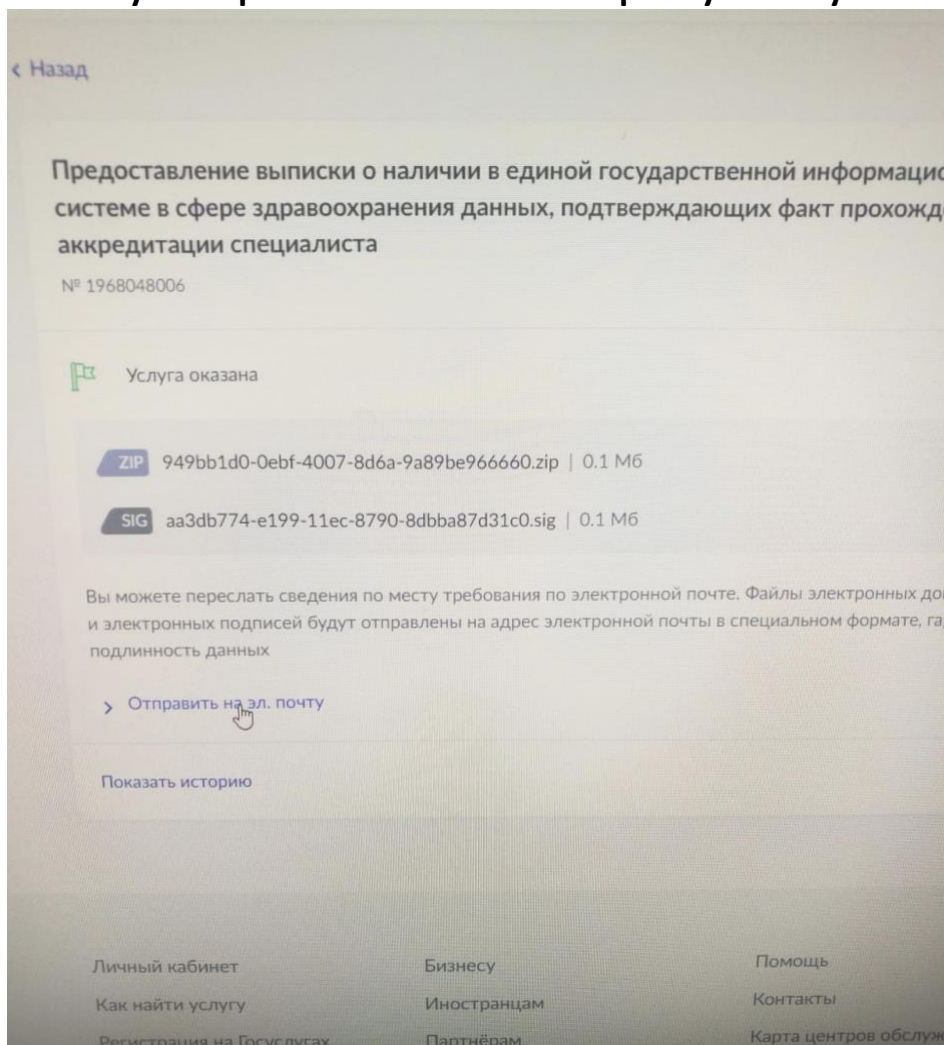 < Назад
Предоставление выписки о наличии в единой государственной информацио
системе в сфере здравоохранения данных, подтверждающих факт прохожд
аккредитации специалиста
№ 1968048006
Услуга оказана
ZIP 949bb1d0-0ebf-4007-8d6a-9a89be966660.zip | 0.1 Мб
SIG aa3db774-e199-11ec-8790-8dbba87d31c0.sig | 0.1 Мб
Вы можете переслать сведения по месту требования по электронной почте. Файлы электронных до
и электронных подписей будут отправлены на адрес электронной почты в специальном формате, га
подлинность данных
> Отправить на эл. почту
Показать историю
Личный кабинет Бизнесу Помощь
Как найти услугу Иностранцам Контакты
Регистрация на Госуслугах Партнёрам Карта центров обслуж